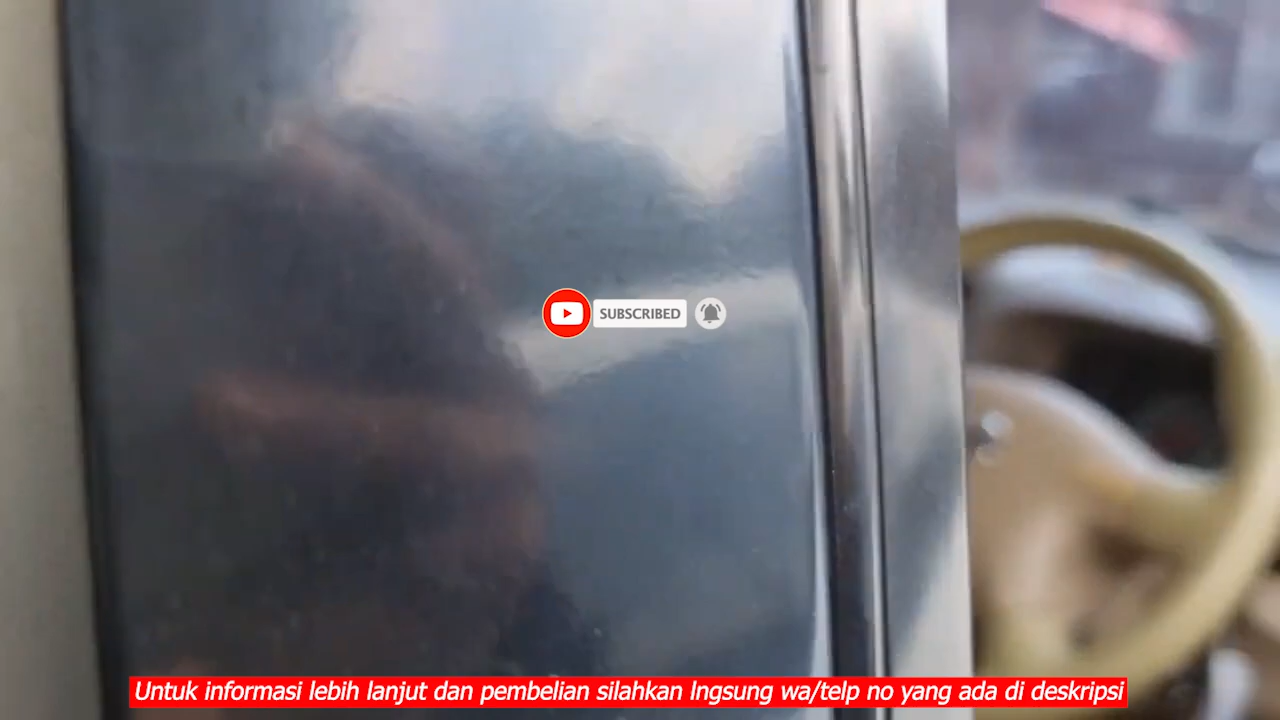 SUBSCRIBED
Untuk informasi lebih lanjut dan pembelian silahkan lngsung wa/telp no yang ada di deskripsi